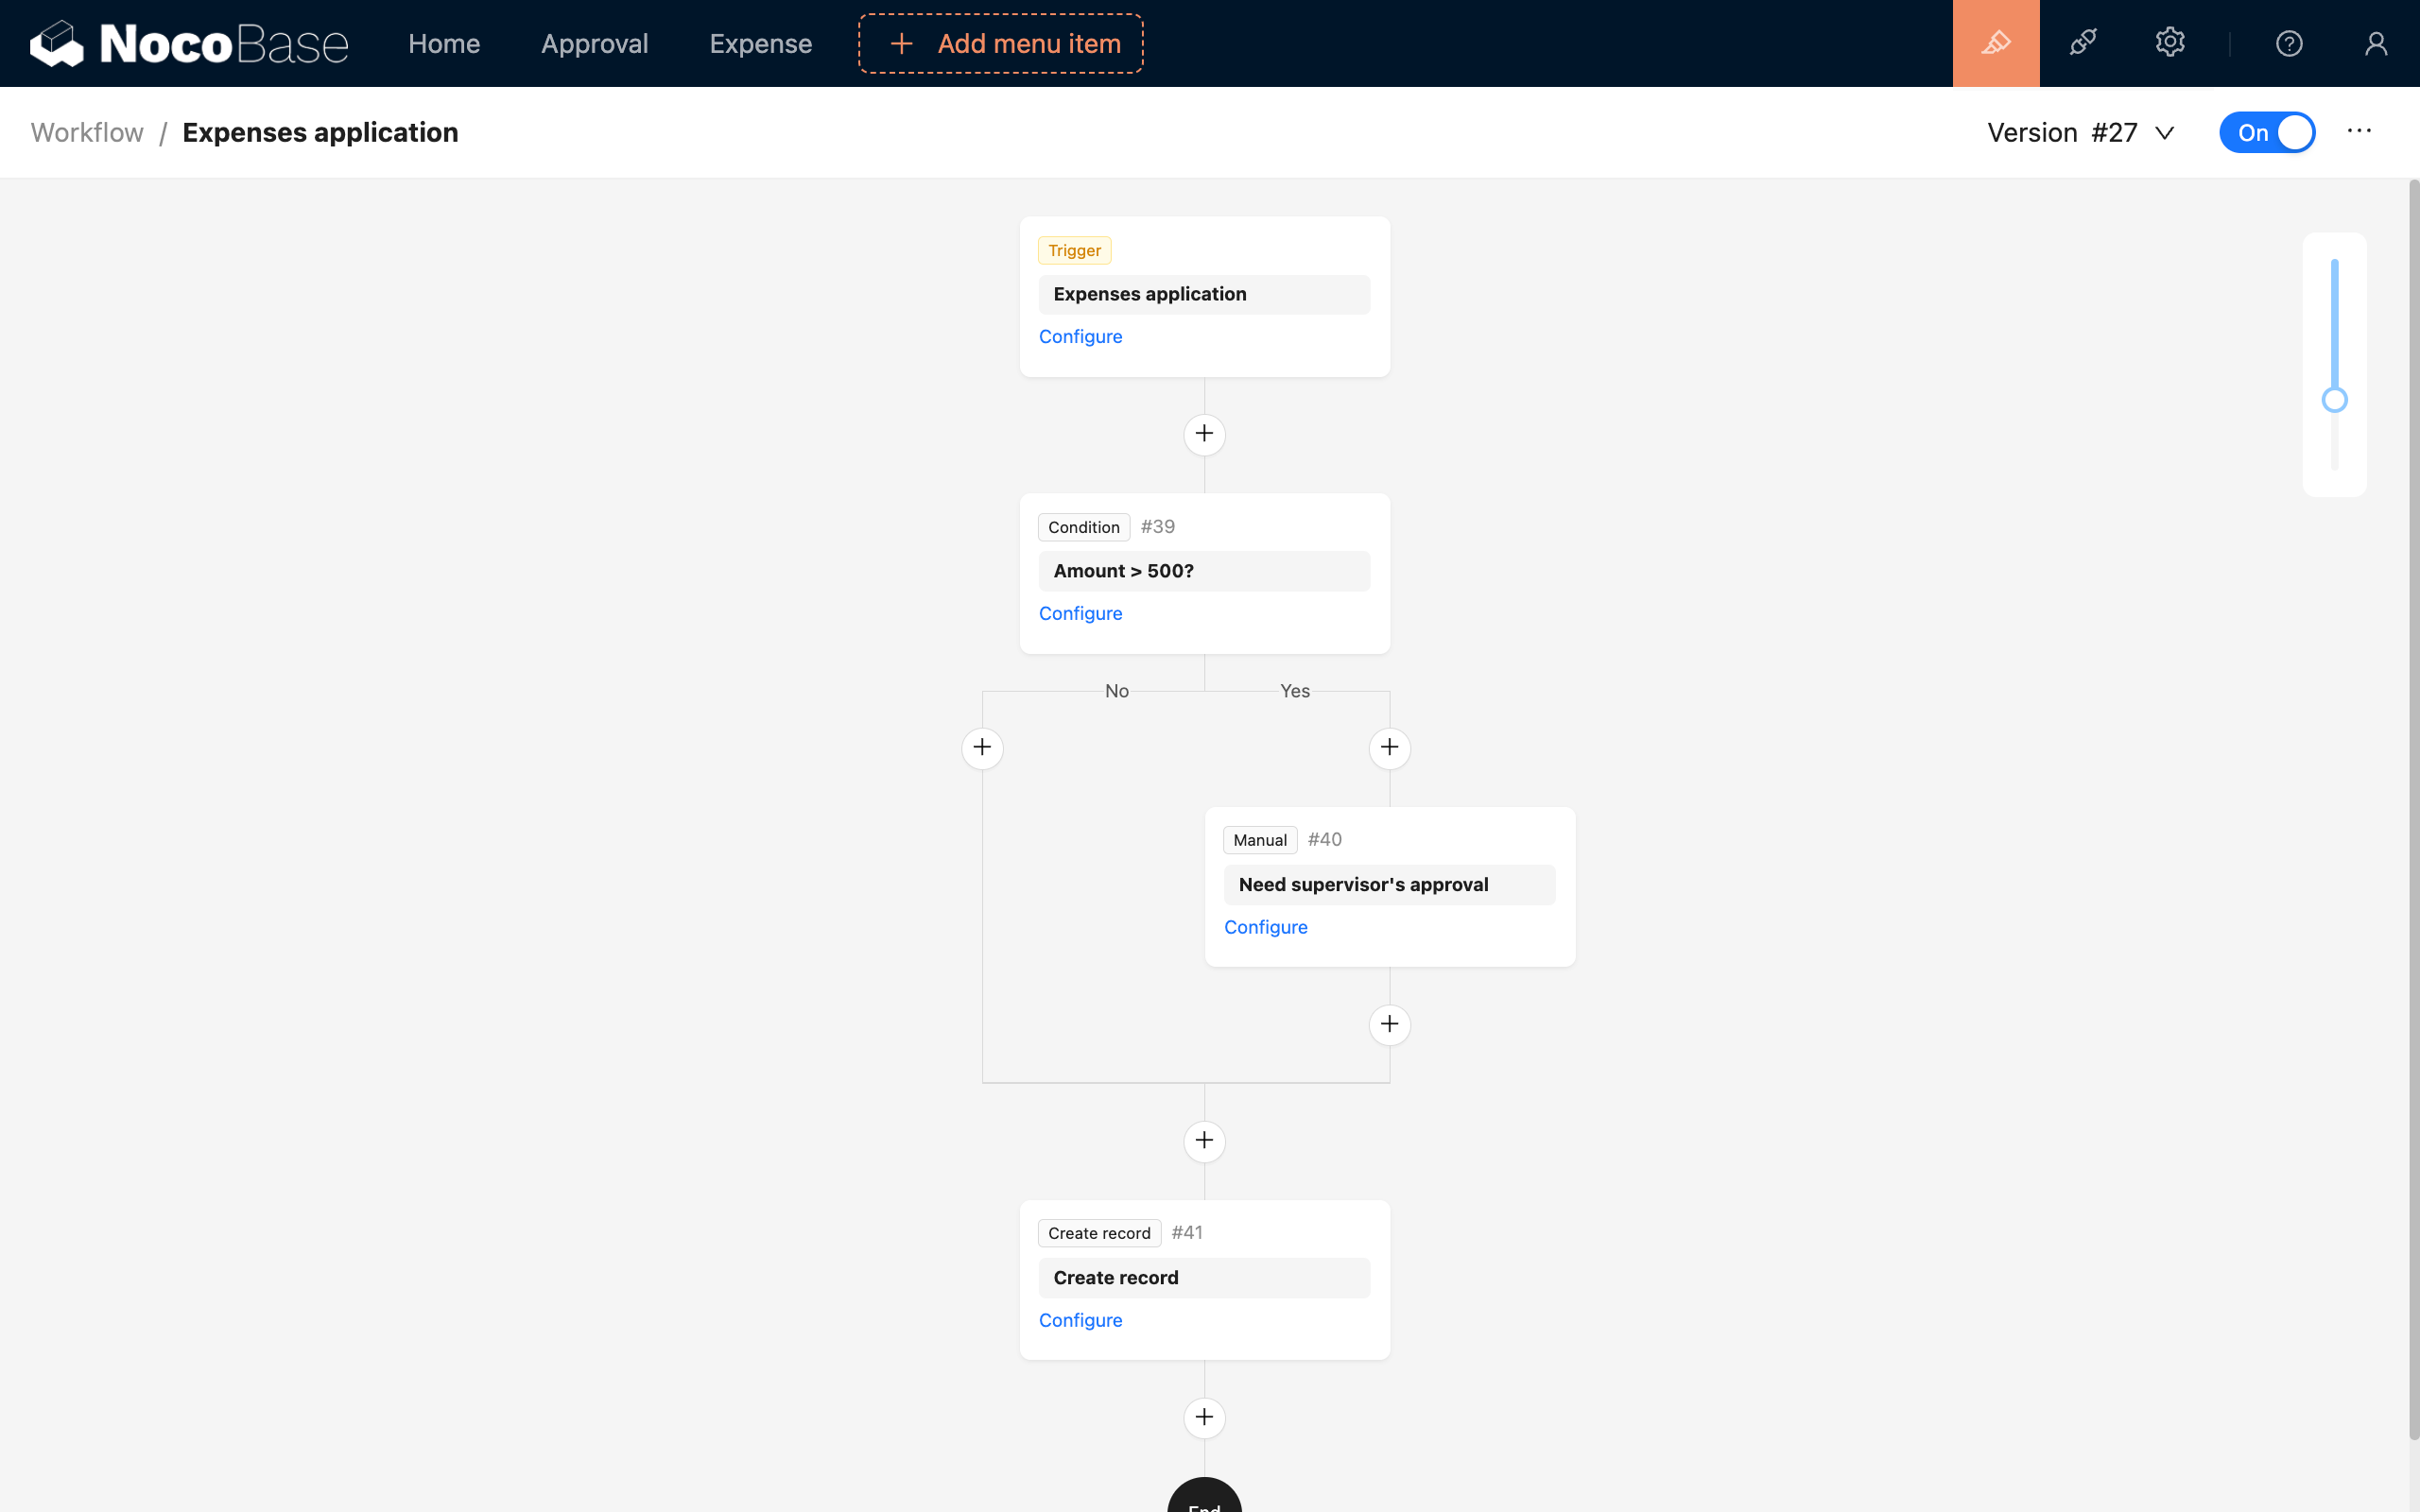 NocoBase Home Approval Expense + Add menu item
Workflow / Expenses application Version #27 On ···
Trigger
Expenses application
Configure
Condition #39
Amount > 500?
Configure
No Yes
Manual #40
Need supervisor's approval
Configure
Create record #41
Create record
Configure
End